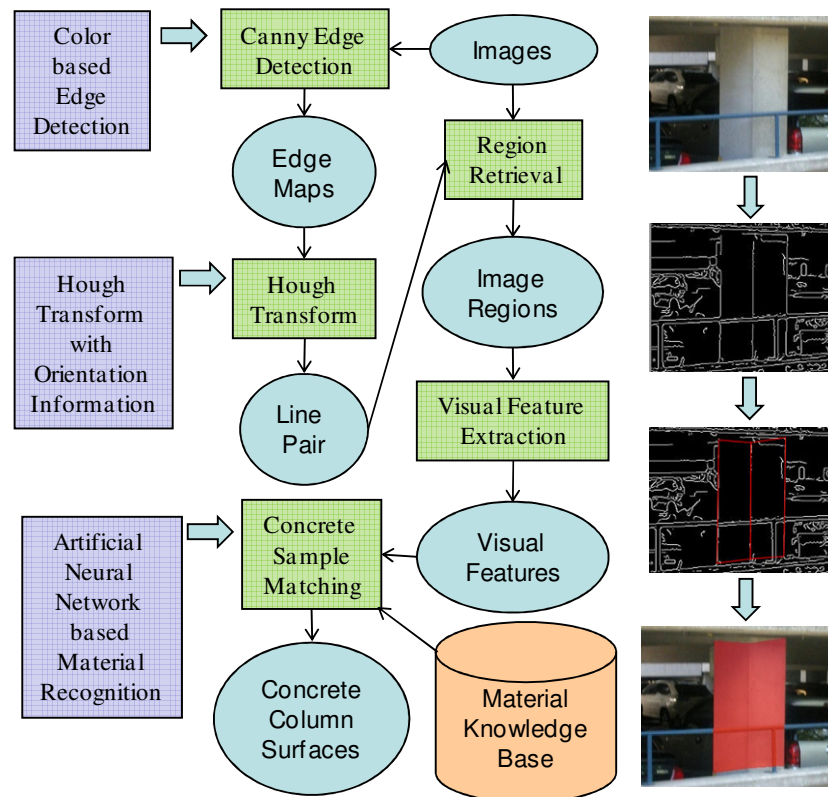 Color
based
Edge
Detection
Canny Edge
Detection
Images
Edge
Maps
Region
Retrieval
Hough
Transform
with
Orientation
Information
Hough
Transform
Image
Regions
Line
Pair
Visual Feature
Extraction
Artificial
Neural
Network
based
Material
Recognition
Concrete
Sample
Matching
Visual
Features
Concrete
Column
Surfaces
Material
Knowledge
Base